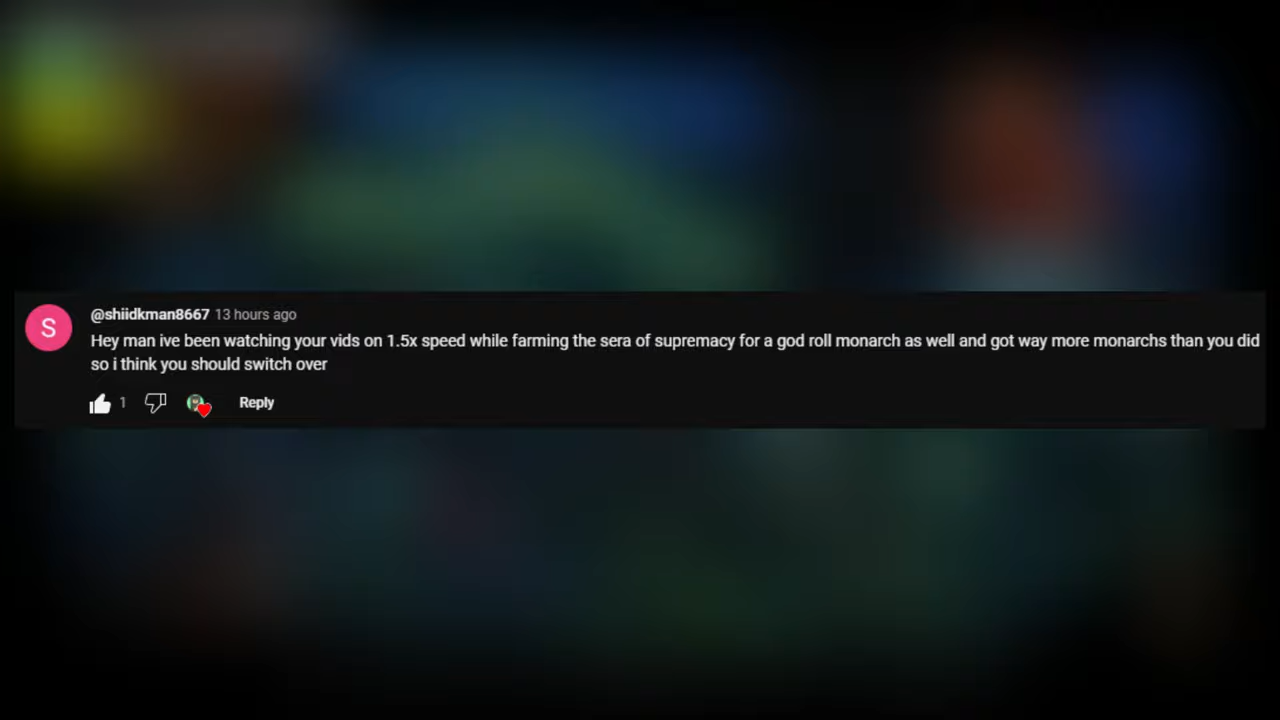 S
@shiidkman8667 13 hours ago
Hey man ive been watching your vids on 1.5x speed while farming the sera of supremacy for a god roll monarch as well and got way more monarchs than you did
so i think you should switch over
1 Reply